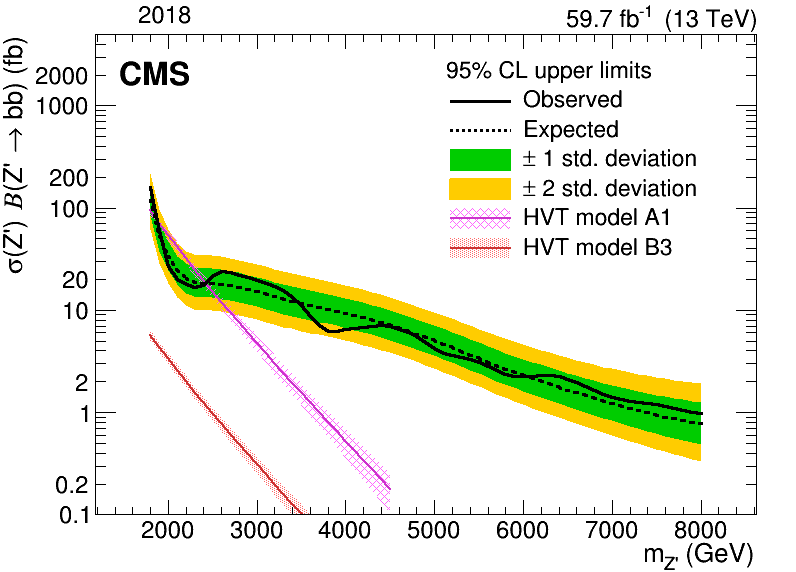 2018
59.7 fb⁻¹ (13 TeV)
CMS
95% CL upper limits
Observed
Expected
± 1 std. deviation
± 2 std. deviation
HVT model A1
HVT model B3
σ(Z') B(Z' → bb) (fb)
2000
1000
200
100
20
10
2
1
0.2
0.1
2000 3000 4000 5000 6000 7000 8000
m_Z' (GeV)